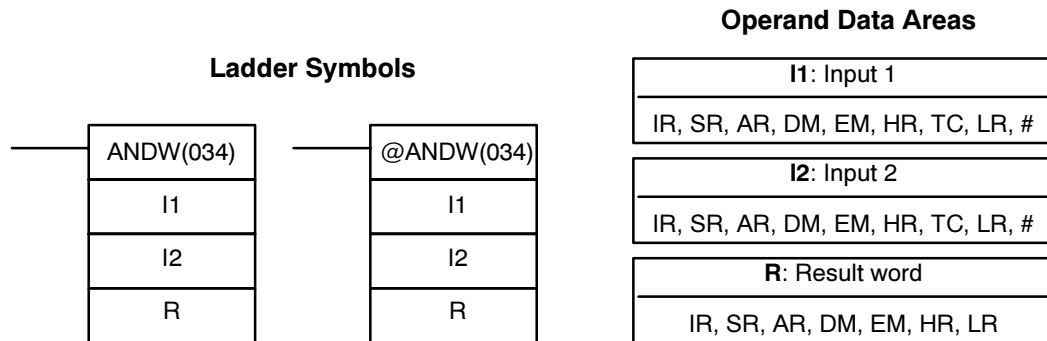 Ladder Symbols
ANDW(034)
I1
I2
R
@ANDW(034)
I1
I2
R
Operand Data Areas
I1: Input 1
IR, SR, AR, DM, EM, HR, TC, LR, #
I2: Input 2
IR, SR, AR, DM, EM, HR, TC, LR, #
R: Result word
IR, SR, AR, DM, EM, HR, LR